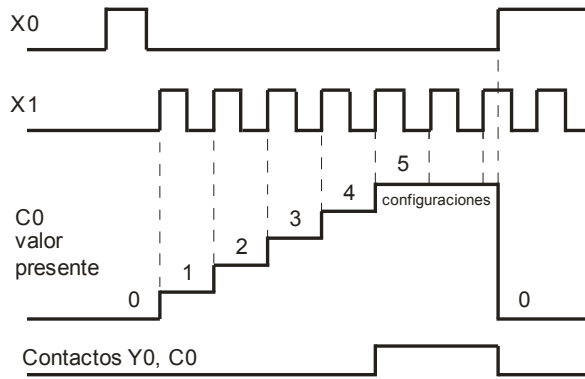 X0
X1
5
configuraciones
4
3
2
1
0
0
C0
valor
presente
Contactos Y0, C0